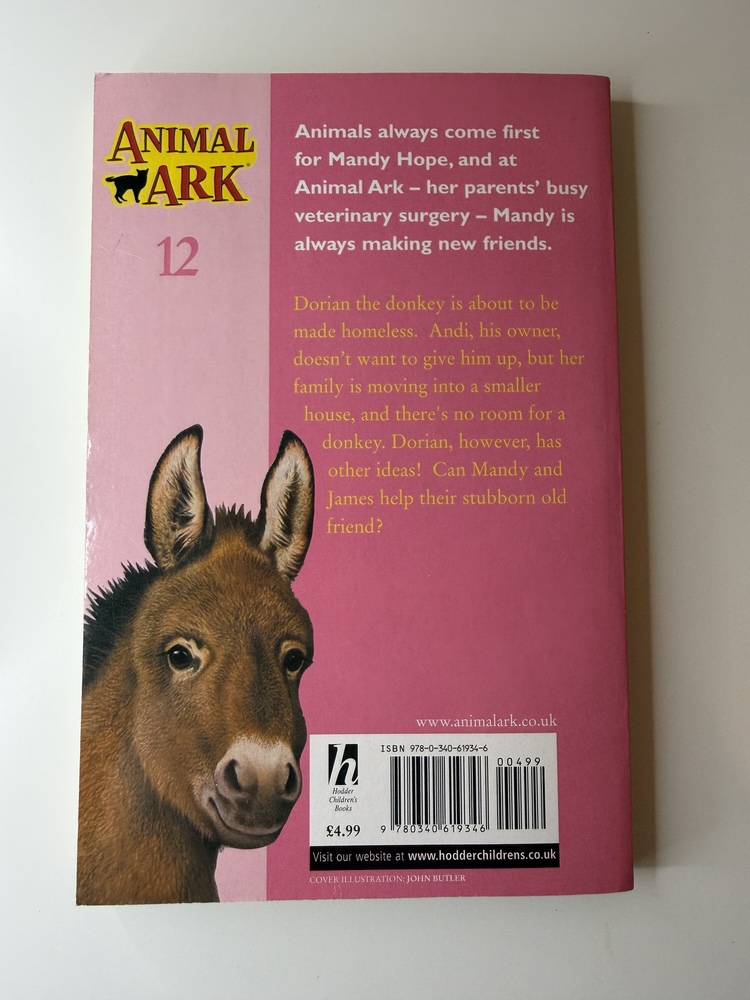 ANIMAL
ARK®
12
Animals always come first
for Mandy Hope, and at
Animal Ark – her parents' busy
veterinary surgery – Mandy is
always making new friends.
Dorian the donkey is about to be
made homeless. Andi, his owner,
doesn't want to give him up, but her
family is moving into a smaller
house, and there's no room for a
donkey. Dorian, however, has
other ideas! Can Mandy and
James help their stubborn old
friend?
www.animalark.co.uk
h
Hodder
Children's
Books
£4.99
ISBN 978-0-340-61934-6
00499
9 780340 619346
Visit our website at www.hodderchildrens.co.uk
COVER ILLUSTRATION: JOHN BUTLER